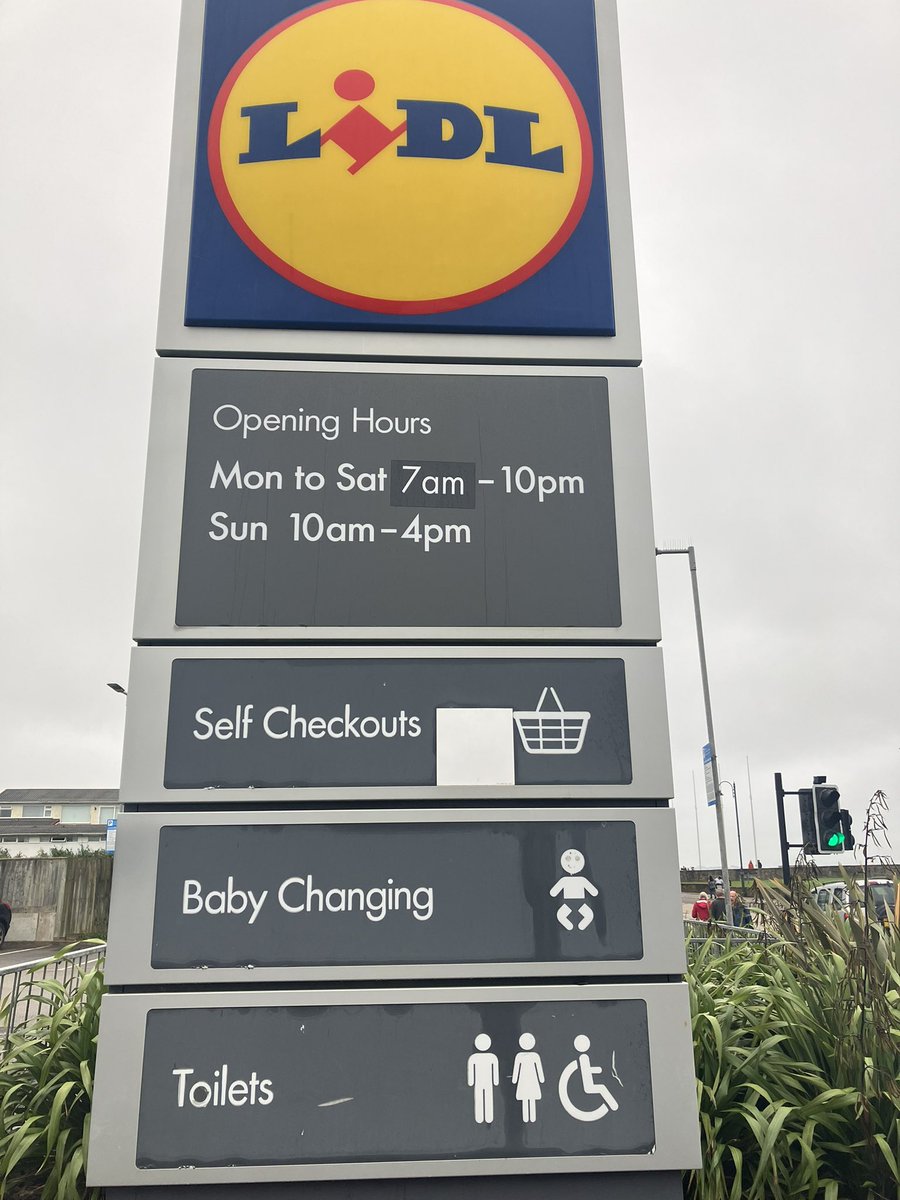 LIDL
Opening Hours
Mon to Sat 7am – 10pm
Sun 10am – 4pm
Self Checkouts
Baby Changing
Toilets